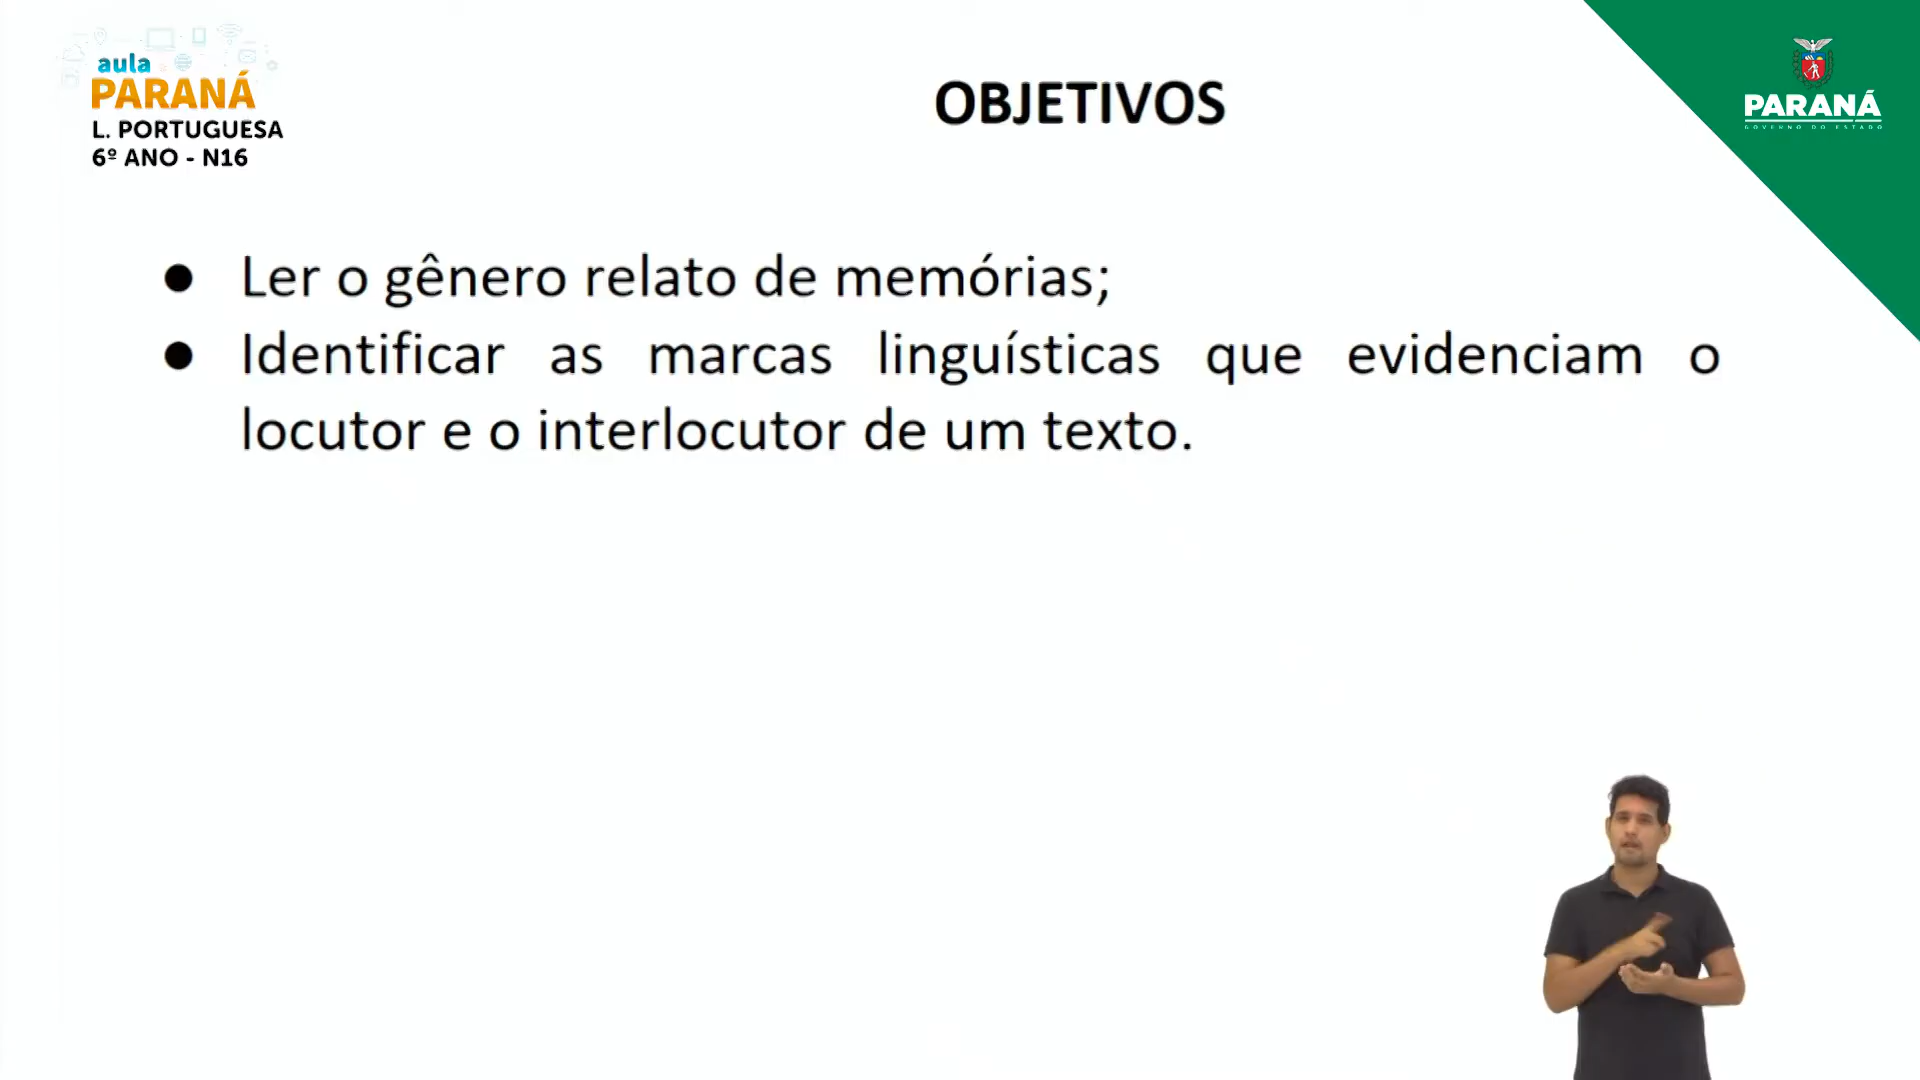 aula
PARANÁ
L. PORTUGUESA
6º ANO - N16
OBJETIVOS
PARANÁ
GOVERNO DO ESTADO
● Ler o gênero relato de memórias;
● Identificar as marcas linguísticas que evidenciam o
locutor e o interlocutor de um texto.